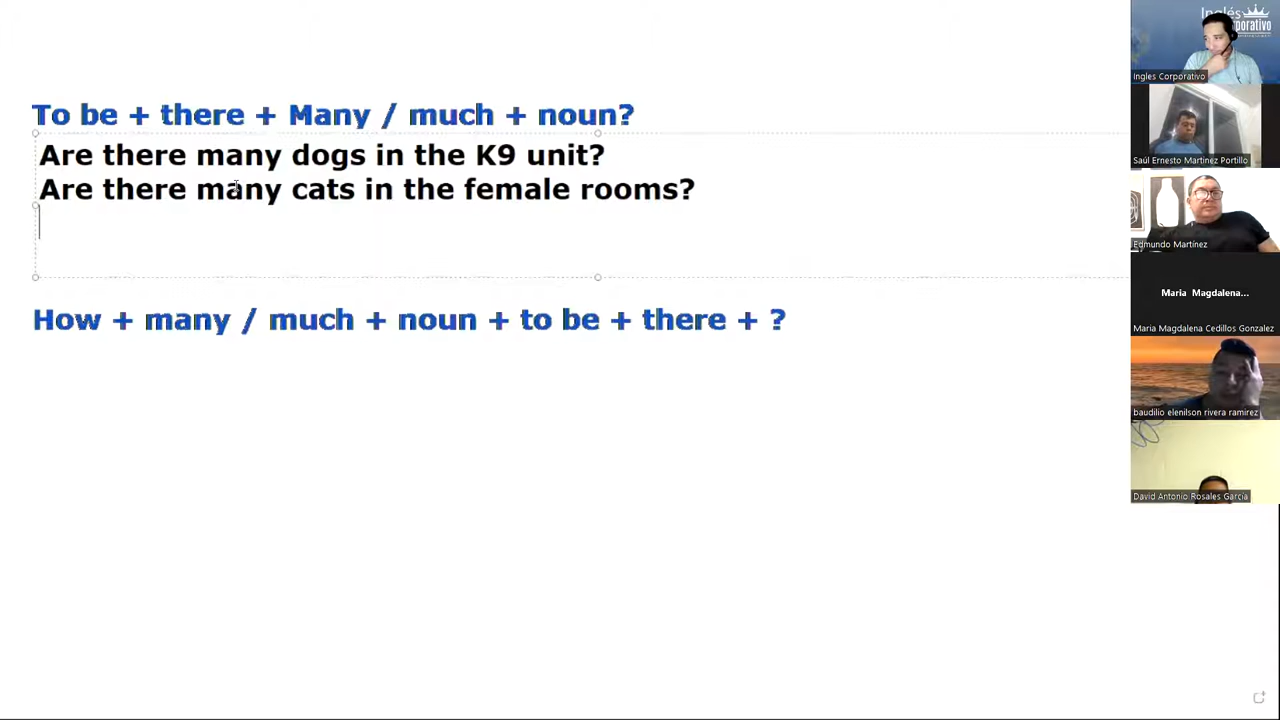 To be + there + Many / much + noun?
Are there many dogs in the K9 unit?
Are there many cats in the female rooms?
How + many / much + noun + to be + there + ?
Inglés
Ingles Corporativo
Saúl Ernesto Martinez Portillo
Edmundo Martínez
Maria Magdalena...
Maria Magdalena Cedillos Gonzalez
baudilio elenilson rivera ramirez
David Antonio Rosales García